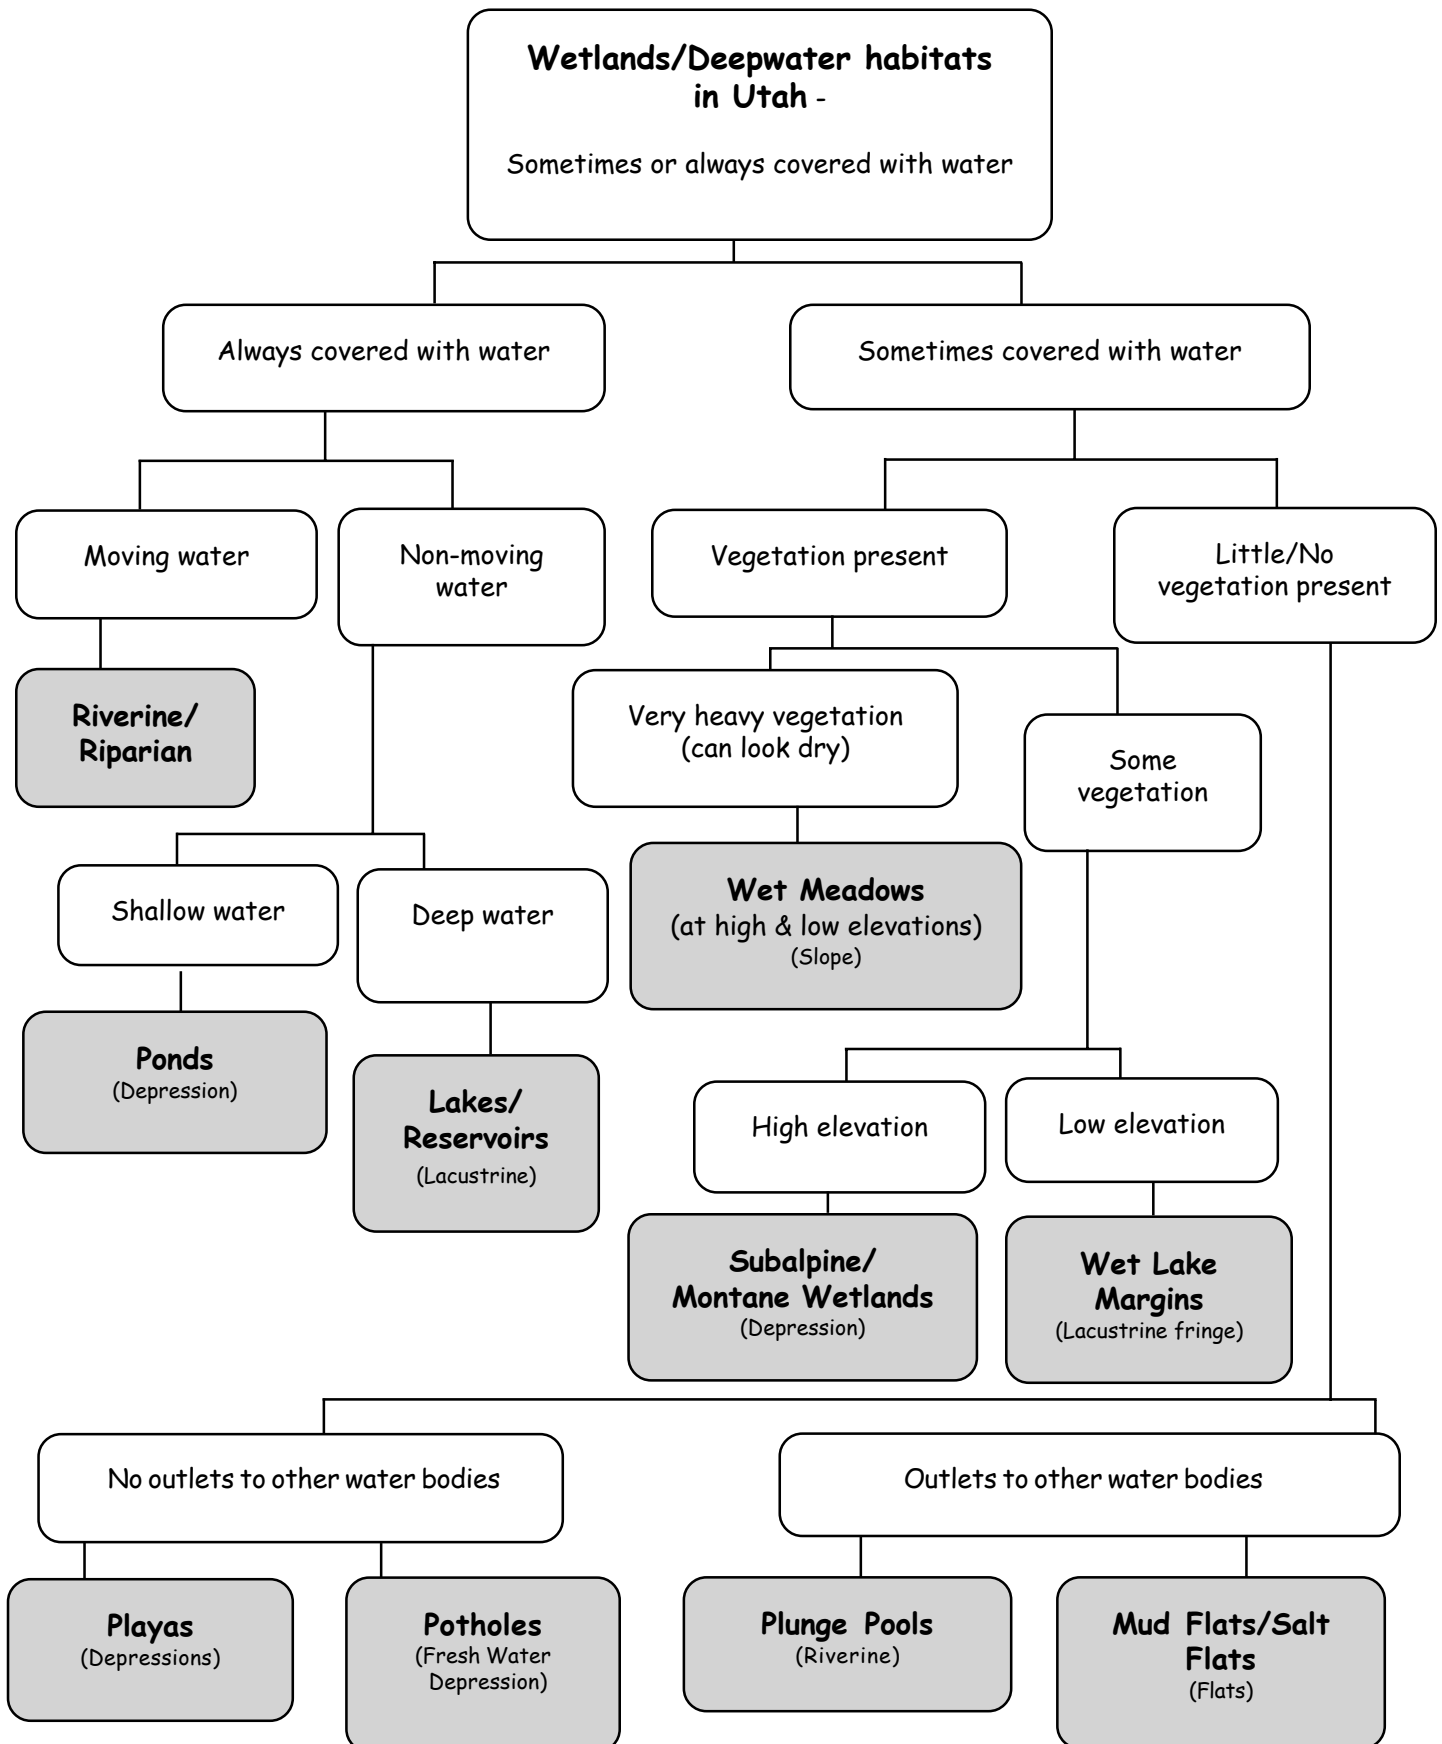 Wetlands/Deepwater habitats
in Utah -
Sometimes or always covered with water
Always covered with water
Sometimes covered with water
Moving water
Non-moving
water
Vegetation present
Little/No
vegetation present
Riverine/
Riparian
Very heavy vegetation
(can look dry)
Some
vegetation
Shallow water
Deep water
Wet Meadows
(at high & low elevations)
(Slope)
Ponds
(Depression)
Lakes/
Reservoirs
(Lacustrine)
High elevation
Low elevation
Subalpine/
Montane Wetlands
(Depression)
Wet Lake
Margins
(Lacustrine fringe)
No outlets to other water bodies
Outlets to other water bodies
Playas
(Depressions)
Potholes
(Fresh Water
Depression)
Plunge Pools
(Riverine)
Mud Flats/Salt
Flats
(Flats)